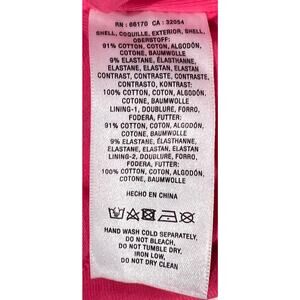 RN : 66170 CA : 32054
SHELL, COQUILLE, EXTERIOR, SHELL,
OBERSTOFF:
91% COTTON, COTON, ALGODÓN,
COTONE, BAUMWOLLE
9% ELASTANE, ÉLASTHANNE,
ELASTANO, ELASTAN, ELASTAN
CONTRAST, CONTRASTE, CONTRASTE,
CONTRASTO, KONTRAST:
100% COTTON, COTON, ALGODÓN,
COTONE, BAUMWOLLE
LINING-1, DOUBLURE, FORRO,
FODERA, FUTTER:
91% COTTON, COTON, ALGODÓN,
COTONE, BAUMWOLLE
9% ELASTANE, ÉLASTHANNE,
ELASTANO, ELASTAN, ELASTAN
LINING-2, DOUBLURE, FORRO,
FODERA, FUTTER:
100% COTTON, COTON, ALGODÓN,
COTONE, BAUMWOLLE
HECHO EN CHINA
HAND WASH COLD SEPARATELY,
DO NOT BLEACH,
DO NOT TUMBLE DRY,
IRON LOW,
DO NOT DRY CLEAN